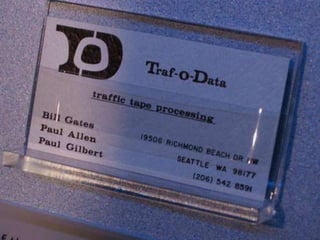 Traf-o-Data
traffic tape processing
Bill Gates
Paul Allen
Paul Gilbert
19506 RICHMOND BEACH DR NW
SEATTLE WA 98177
(206) 542 8591